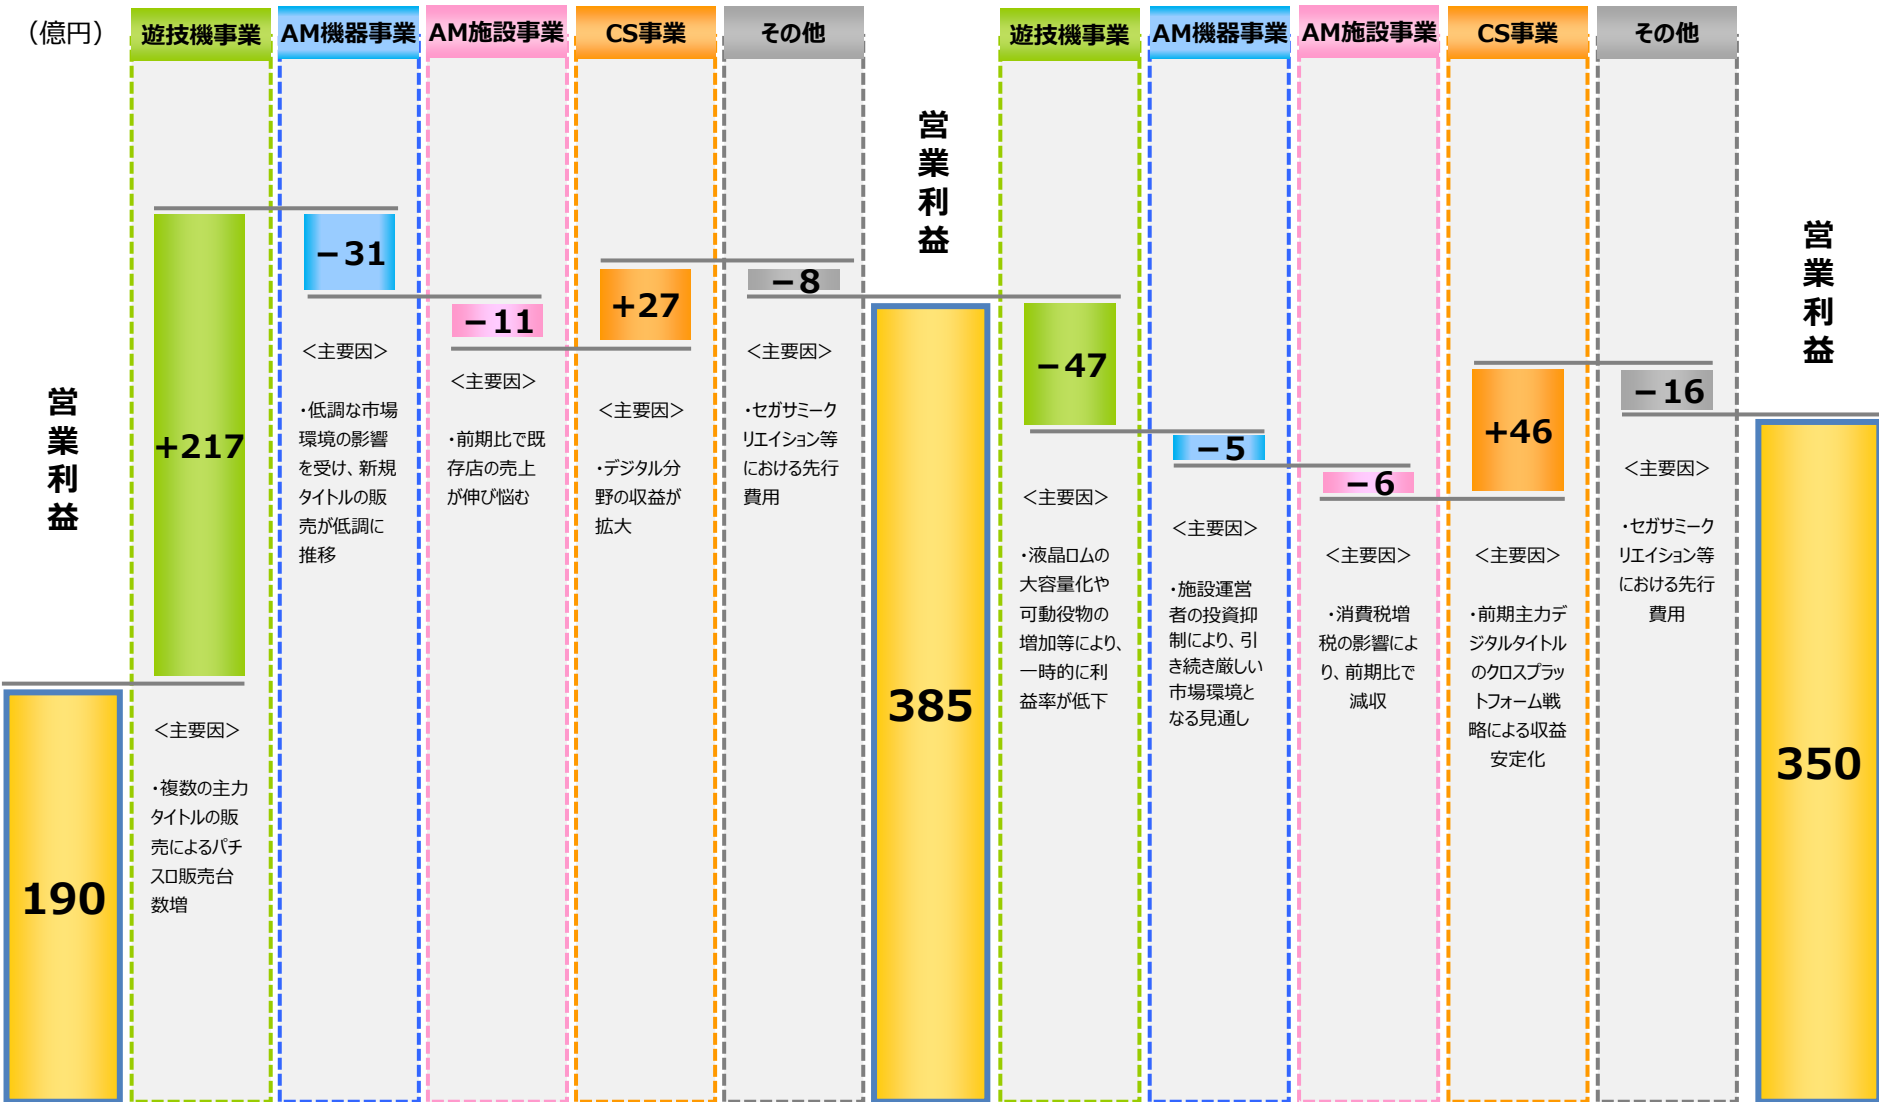 （億円）
遊技機事業
AM機器事業
AM施設事業
CS事業
その他
遊技機事業
AM機器事業
AM施設事業
CS事業
その他
営業利益
190
+217
＜主要因＞
・複数の主力
タイトルの販
売によるパチ
スロ販売台
数増
－31
＜主要因＞
・低調な市場
環境の影響
を受け、新規
タイトルの販
売が低調に
推移
－11
＜主要因＞
・前期比で既
存店の売上
が伸び悩む
+27
＜主要因＞
・デジタル分
野の収益が
拡大
－8
＜主要因＞
・セガサミーク
リエイション等
における先行
費用
営業利益
385
－47
＜主要因＞
・液晶ロムの
大容量化や
可動役物の
増加等により、
一時的に利
益率が低下
－5
＜主要因＞
・施設運営
者の投資抑
制により、引
き続き厳しい
市場環境と
なる見通し
－6
＜主要因＞
・消費税増
税の影響によ
り、前期比で
減収
+46
＜主要因＞
・前期主力デ
ジタルタイトル
のクロスプラッ
トフォーム戦
略による収益
安定化
－16
＜主要因＞
・セガサミーク
リエイション等
における先行
費用
営業利益
350